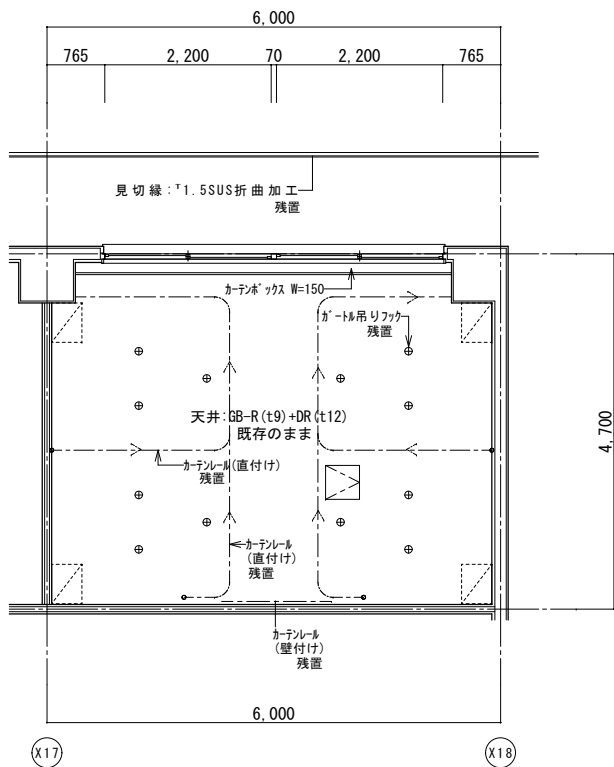 6,000
765 2,200 70 2,200 765
見切縁：ᵀ1.5SUS折曲加工
残置
ｶｰﾃﾝﾎﾞｯｸｽ W=150
ｶﾞｰﾄﾙ吊りﾌｯｸ
残置
天井:GB-R(t9)+DR(t12)
既存のまま
4,700
ｶｰﾃﾝﾚｰﾙ(直付け)
残置
ｶｰﾃﾝﾚｰﾙ
(直付け)
残置
ｶｰﾃﾝﾚｰﾙ
(壁付け)
残置
6,000
X17 X18